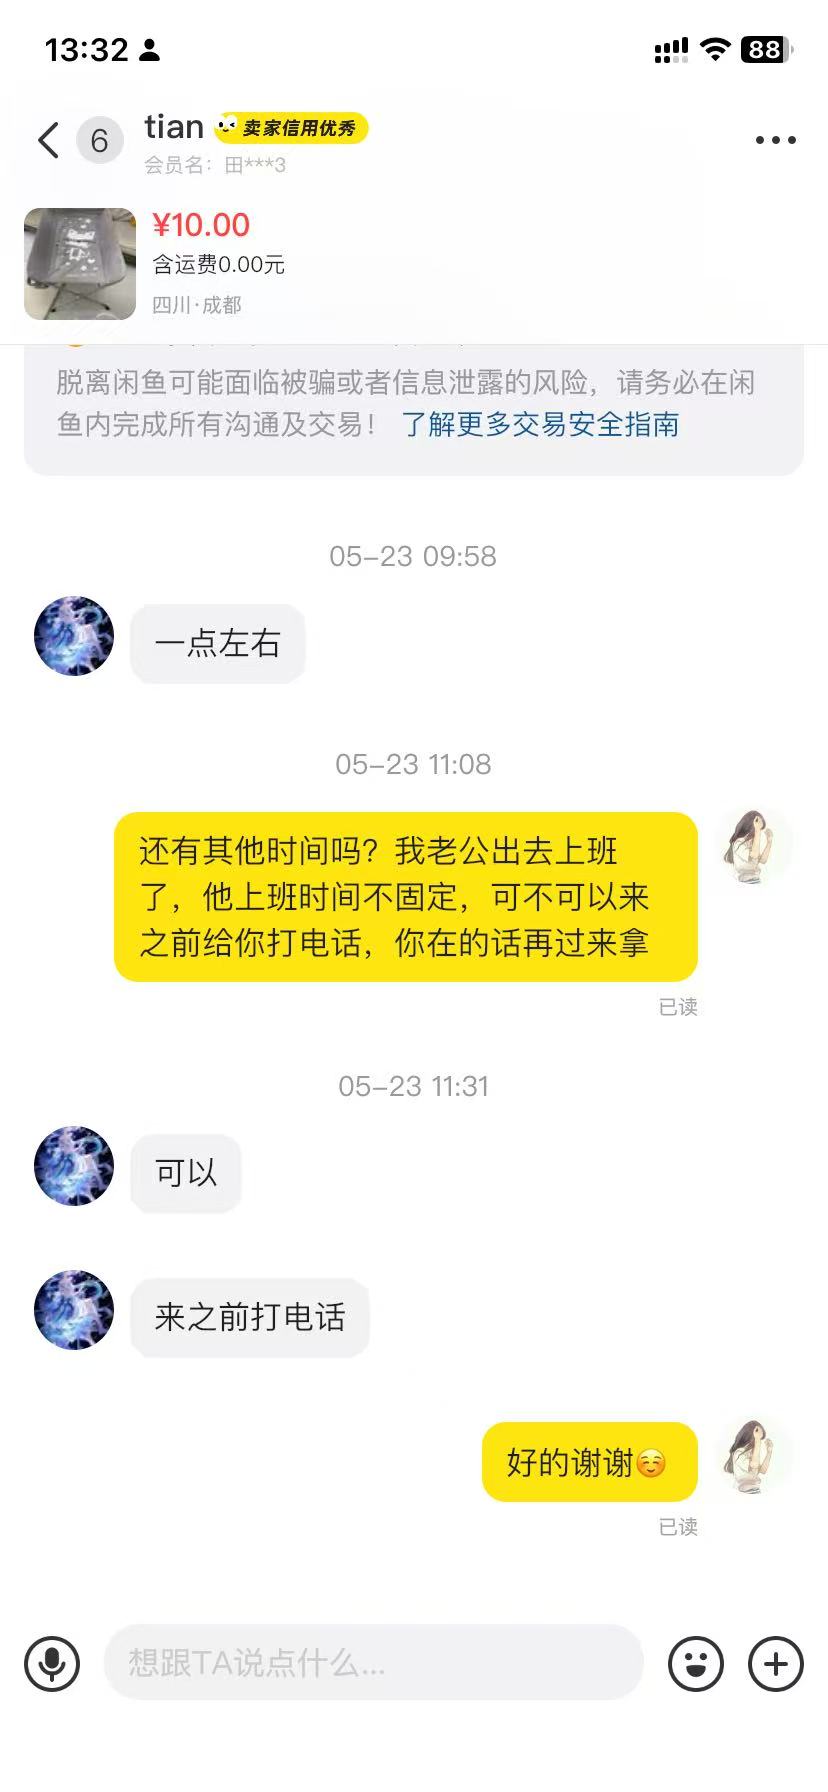 13:32
88
6
tian 卖家信用优秀
会员名：田***3
¥10.00
含运费0.00元
四川·成都
脱离闲鱼可能面临被骗或者信息泄露的风险，请务必在闲
鱼内完成所有沟通及交易！了解更多交易安全指南
05-23 09:58
一点左右
05-23 11:08
还有其他时间吗？我老公出去上班
了，他上班时间不固定，可不可以来
之前给你打电话，你在的话再过来拿
已读
05-23 11:31
可以
来之前打电话
好的谢谢☺️
已读
想跟TA说点什么...